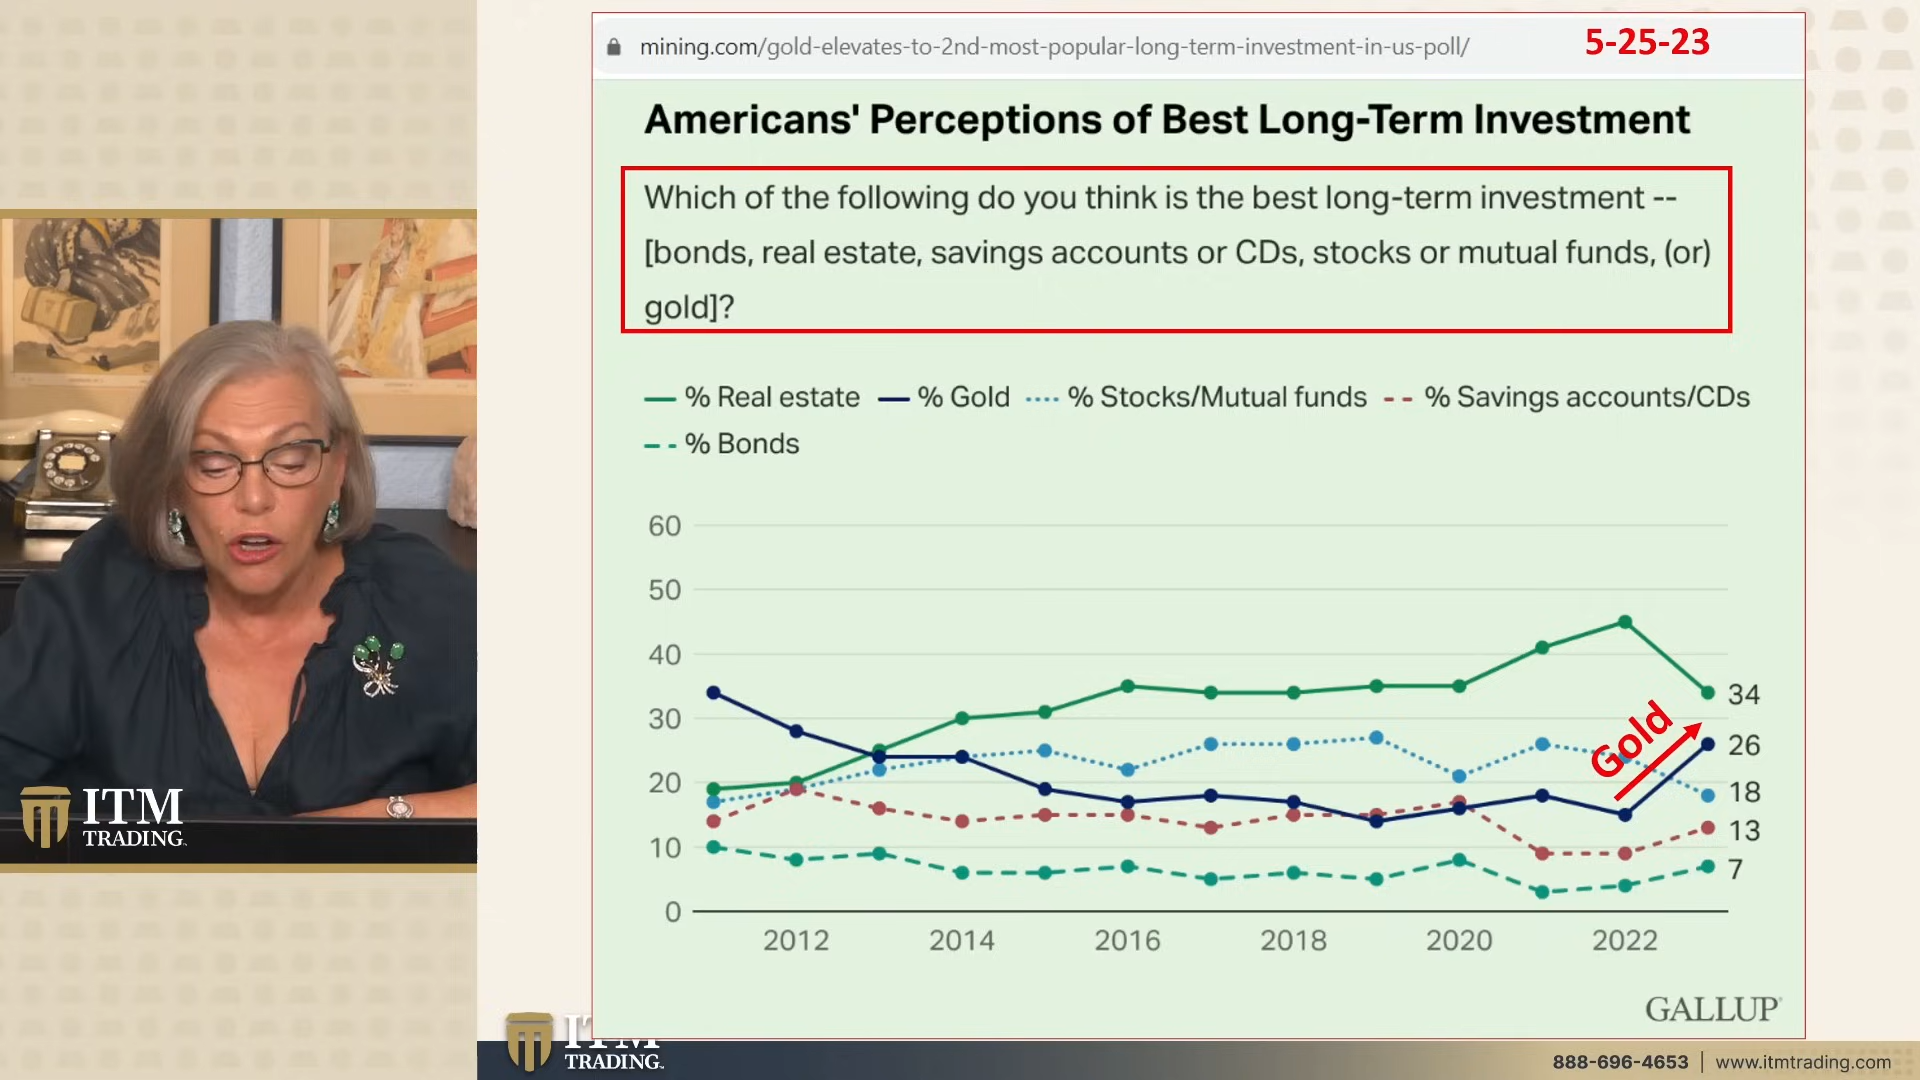 mining.com/gold-elevates-to-2nd-most-popular-long-term-investment-in-us-poll/
5-25-23
Americans' Perceptions of Best Long-Term Investment
Which of the following do you think is the best long-term investment --
[bonds, real estate, savings accounts or CDs, stocks or mutual funds, (or)
gold]?
% Real estate % Gold % Stocks/Mutual funds % Savings accounts/CDs
% Bonds
60
50
40
30
20
10
0
Gold
34
26
18
13
7
2012 2014 2016 2018 2020 2022
GALLUP
ITM
TRADING
TRADING
888-696-4653 | www.itmtrading.com